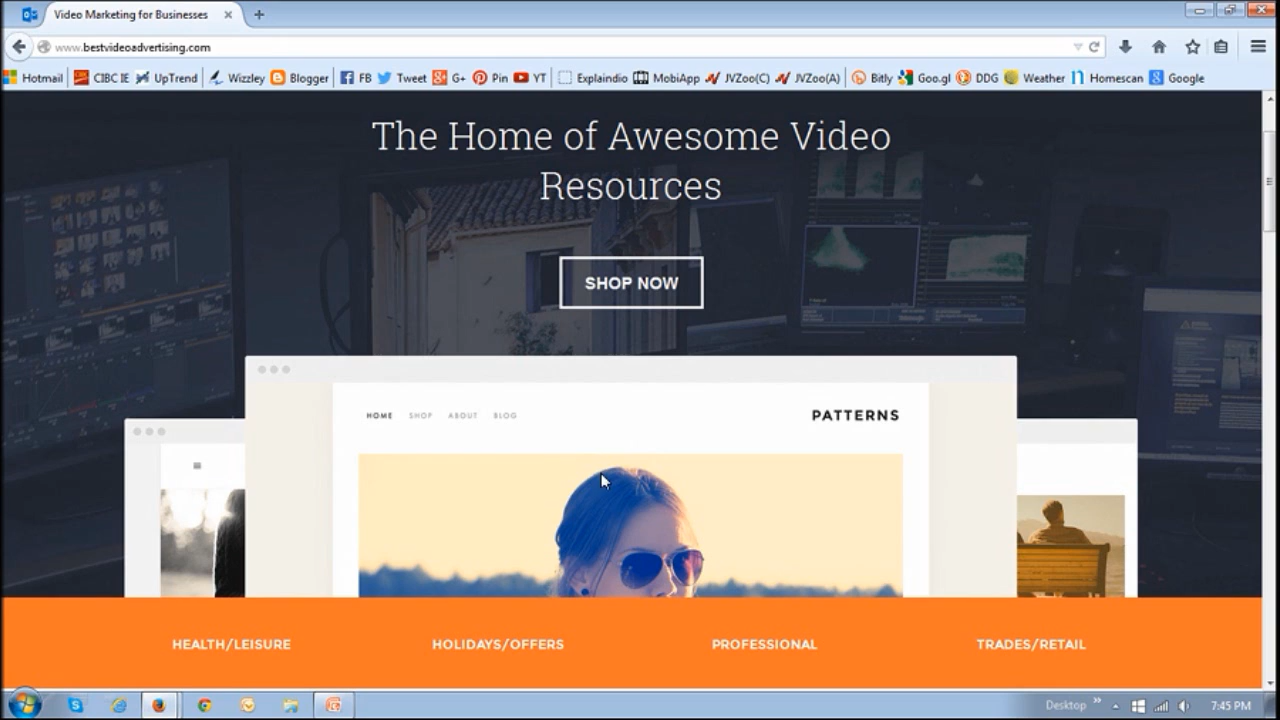 Video Marketing for Businesses
www.bestvideoadvertising.com
Hotmail CIBC IE UpTrend Wizzley Blogger FB Tweet G+ Pin YT Explaindio MobiApp JVZoo(C) JVZoo(A) Bitly Goo.gl DDG Weather Homescan Google
The Home of Awesome Video
Resources
SHOP NOW
HOME SHOP ABOUT BLOG PATTERNS
HEALTH/LEISURE HOLIDAYS/OFFERS PROFESSIONAL TRADES/RETAIL
Desktop 7:45 PM